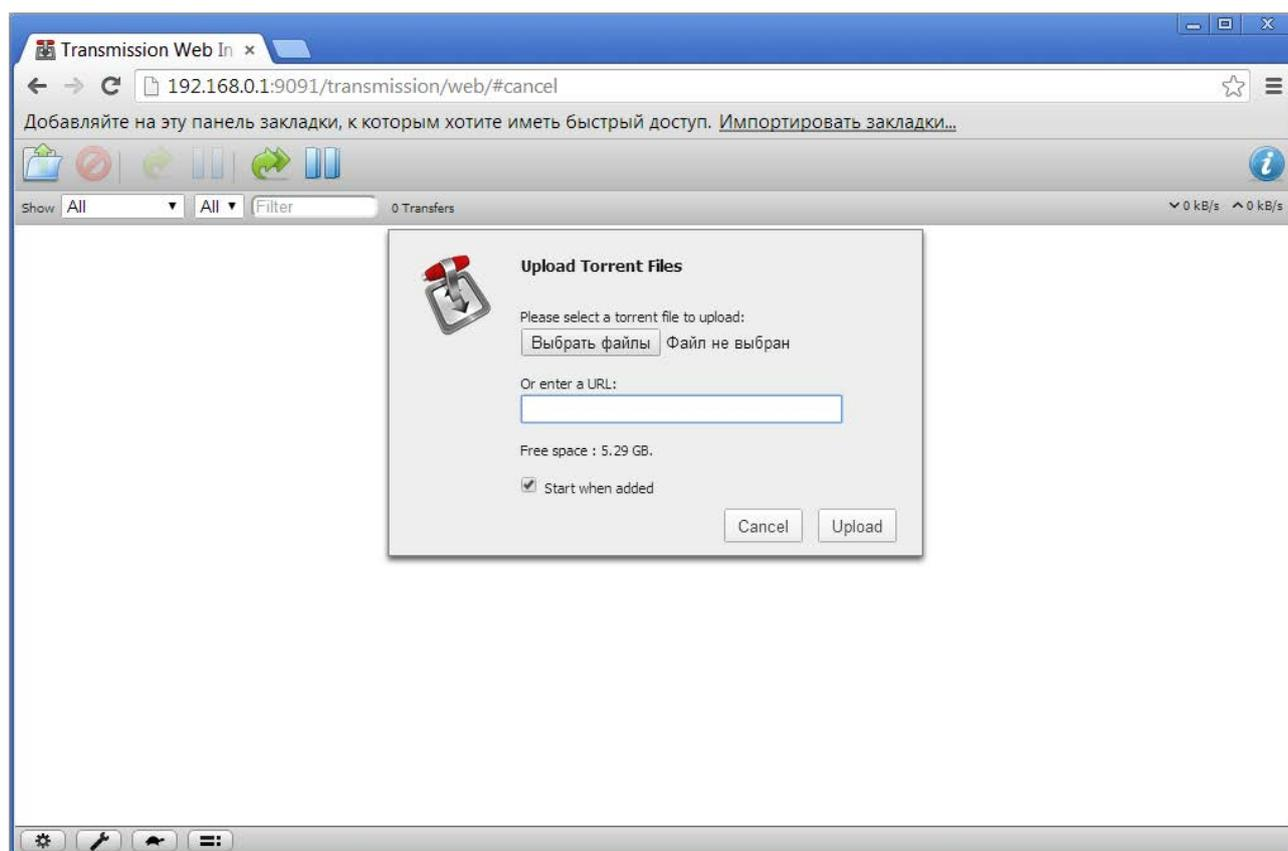 Transmission Web In
192.168.0.1:9091/transmission/web/#cancel
Добавляйте на эту панель закладки, к которым хотите иметь быстрый доступ. Импортировать закладки...
Show All All Filter 0 Transfers 0 kB/s 0 kB/s
Upload Torrent Files
Please select a torrent file to upload:
Выбрать файлы Файл не выбран
Or enter a URL:
Free space : 5.29 GB.
Start when added
Cancel Upload